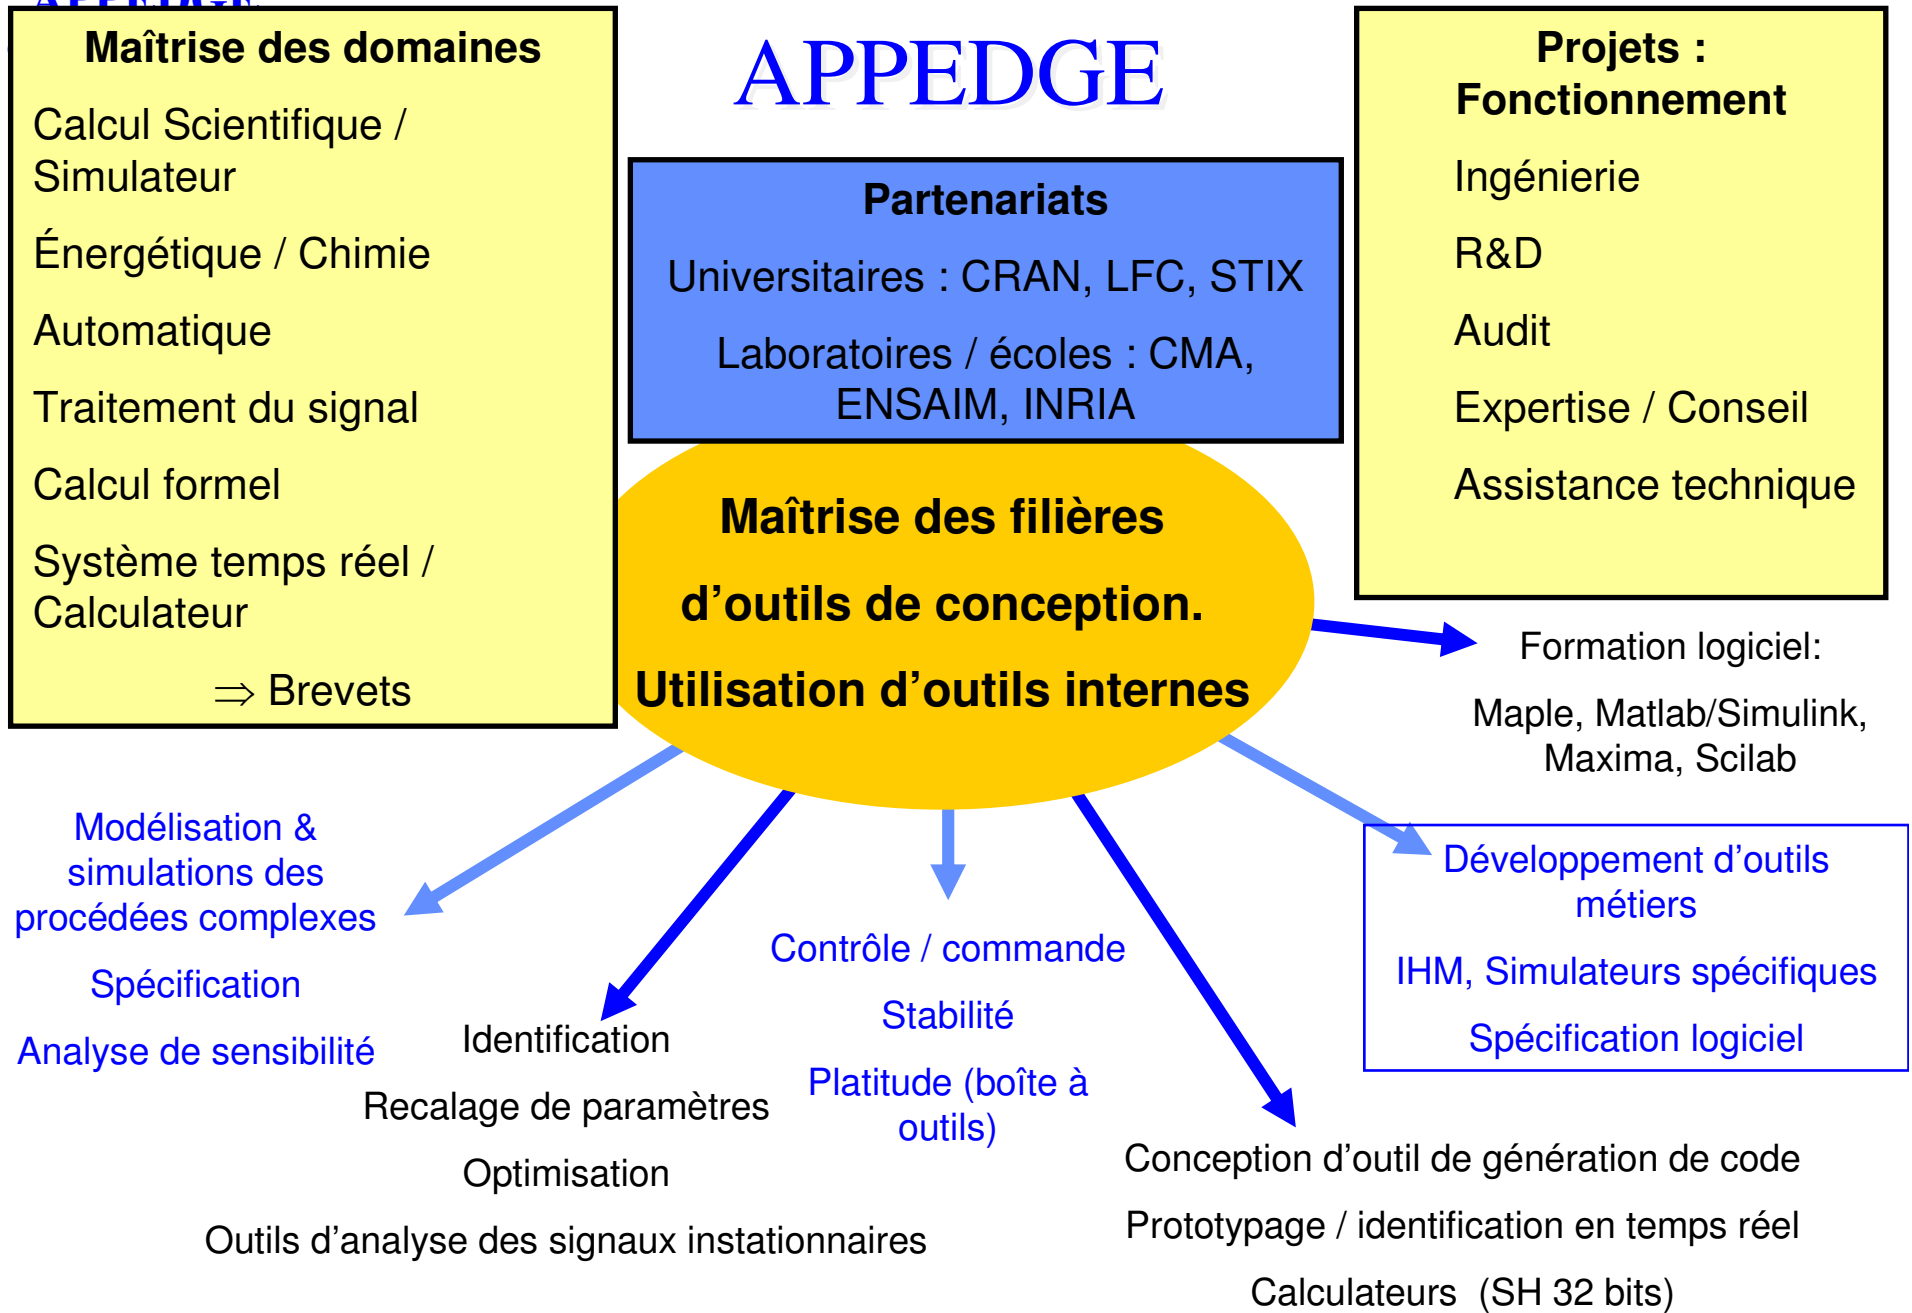 APPEDGE
Maîtrise des domaines
Calcul Scientifique /
Simulateur
Énergétique / Chimie
Automatique
Traitement du signal
Calcul formel
Système temps réel /
Calculateur
⇒ Brevets
Partenariats
Universitaires : CRAN, LFC, STIX
Laboratoires / écoles : CMA,
ENSAIM, INRIA
Projets :
Fonctionnement
Ingénierie
R&D
Audit
Expertise / Conseil
Assistance technique
Maîtrise des filières
d’outils de conception.
Utilisation d’outils internes
Formation logiciel:
Maple, Matlab/Simulink,
Maxima, Scilab
Modélisation &
simulations des
procédées complexes
Spécification
Analyse de sensibilité
Identification
Recalage de paramètres
Optimisation
Outils d’analyse des signaux instationnaires
Contrôle / commande
Stabilité
Platitude (boîte à
outils)
Conception d’outil de génération de code
Prototypage / identification en temps réel
Calculateurs (SH 32 bits)
Développement d’outils
métiers
IHM, Simulateurs spécifiques
Spécification logiciel